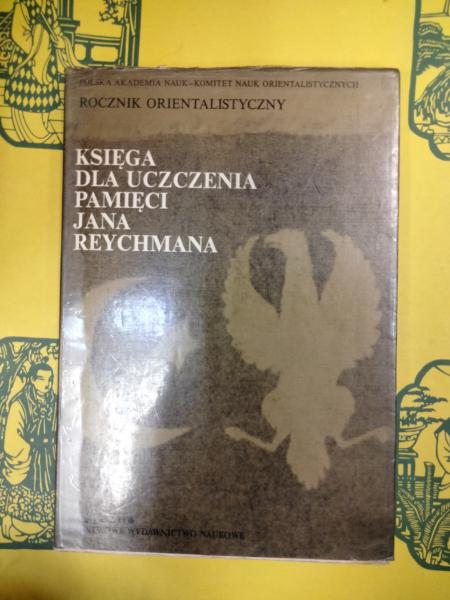 POLSKA AKADEMIA NAUK–KOMITET NAUK ORIENTALISTYCZNYCH
ROCZNIK ORIENTALISTYCZNY
KSIĘGA
DLA UCZCZENIA
PAMIĘCI
JANA
REYCHMANA
WYDAWNICTWO NAUKOWE